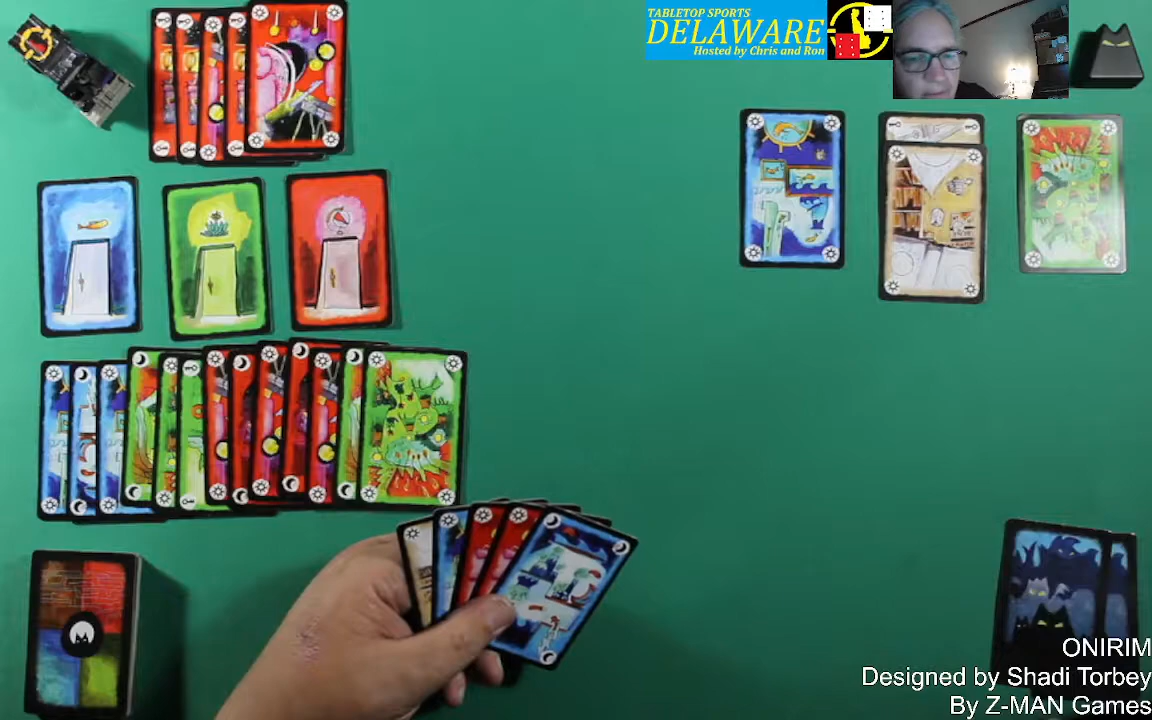 TABLETOP SPORTS
DELAWARE
Hosted by Chris and Ron
ONIRIM
Designed by Shadi Torbey
By Z-MAN Games